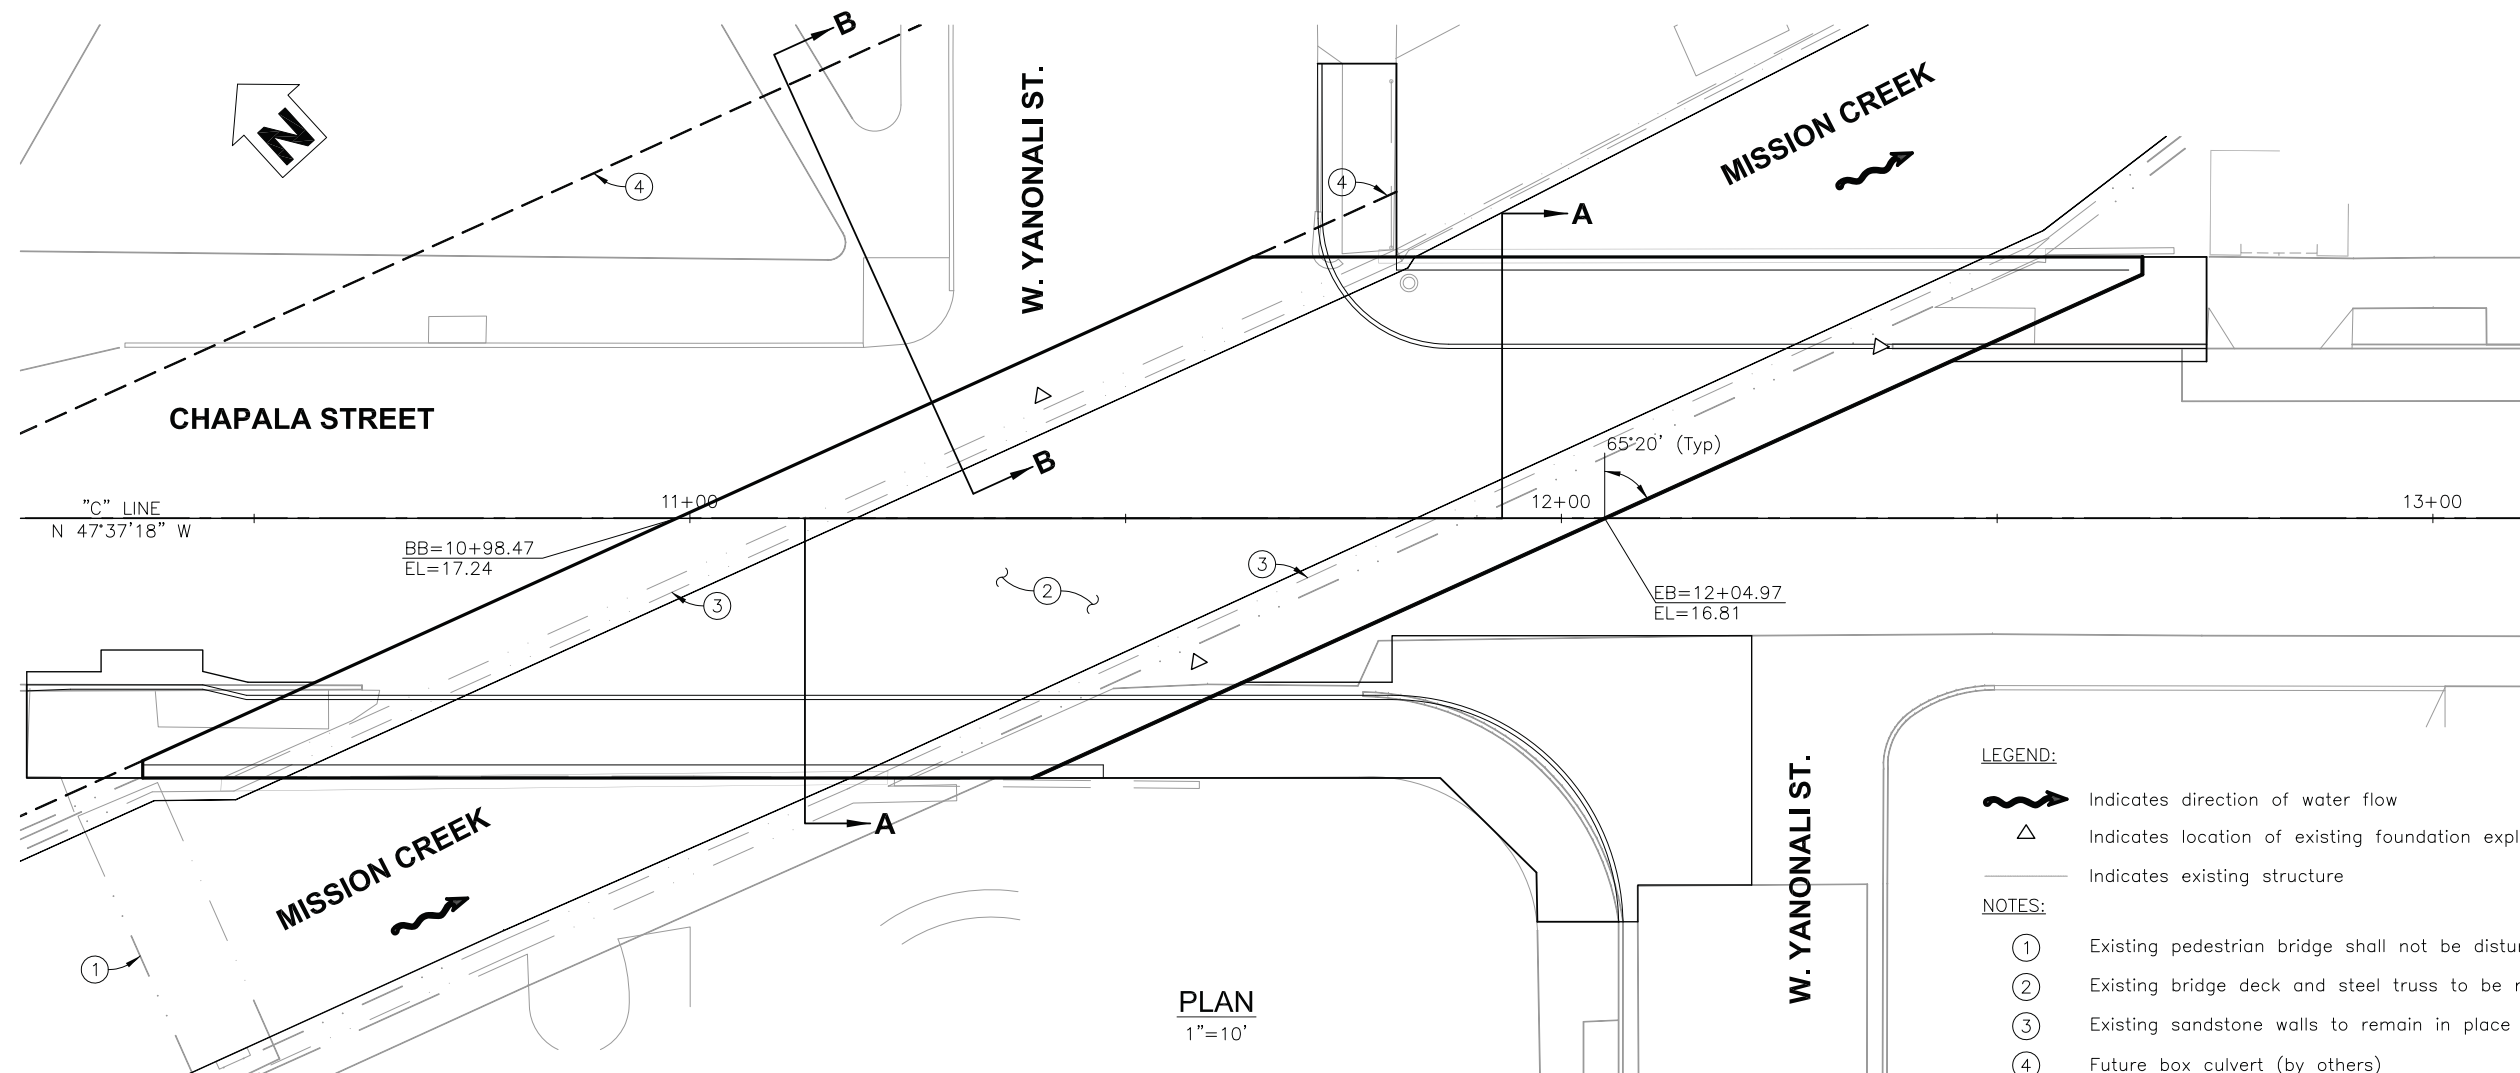 B
N
W. YANONALI ST.
MISSION CREEK
4
4
A
CHAPALA STREET
65°20' (Typ)
B
"C" LINE
N 47°37'18" W
11+00
12+00
13+00
BB=10+98.47
EL=17.24
3
2
3
EB=12+04.97
EL=16.81
A
MISSION CREEK
1
W. YANONALI ST.
PLAN
1"=10'
LEGEND:
Indicates direction of water flow
Indicates location of existing foundation
Indicates existing structure
NOTES:
1 Existing pedestrian bridge shall not be
2 Existing bridge deck and steel truss to be
3 Existing sandstone walls to remain in place
4 Future box culvert (by others)